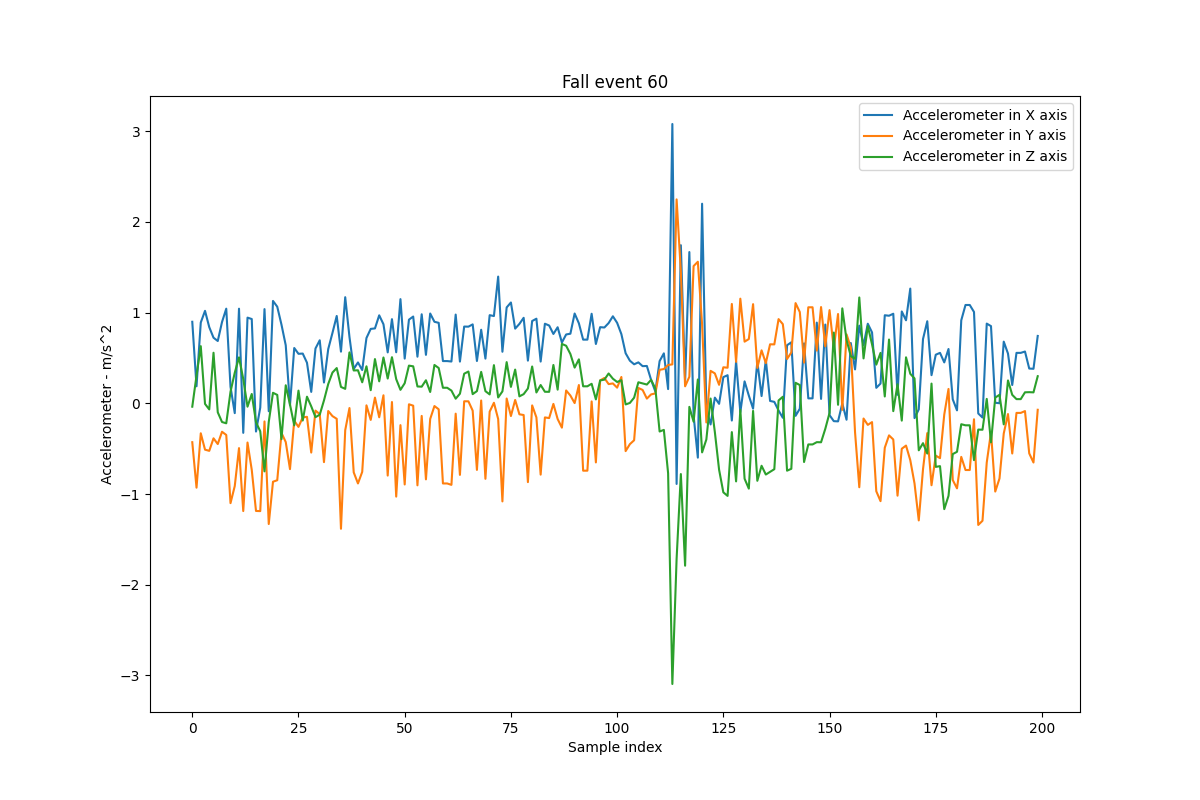 Fall event 60
Accelerometer in X axis
Accelerometer in Y axis
Accelerometer in Z axis
Accelerometer - m/s^2
3
2
1
0
−1
−2
−3
0 25 50 75 100 125 150 175 200
Sample index